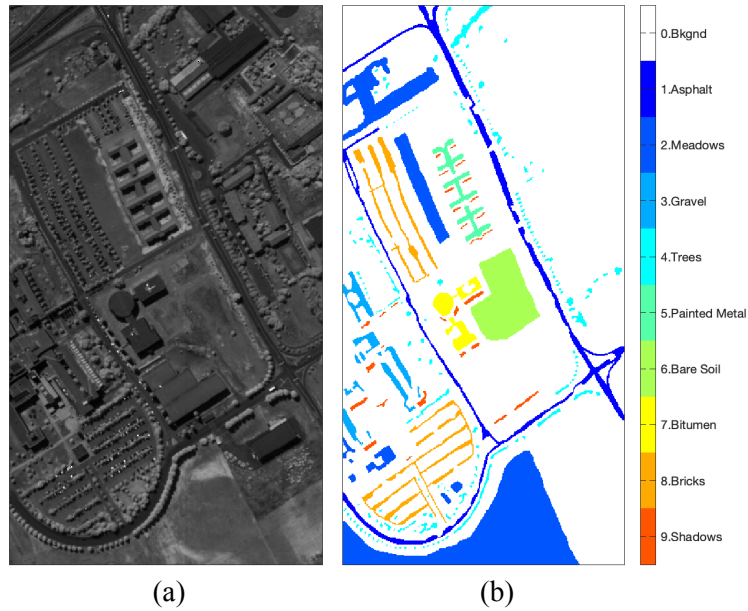 0.Bkgnd
1.Asphalt
2.Meadows
3.Gravel
4.Trees
5.Painted Metal
6.Bare Soil
7.Bitumen
8.Bricks
9.Shadows
(a)
(b)